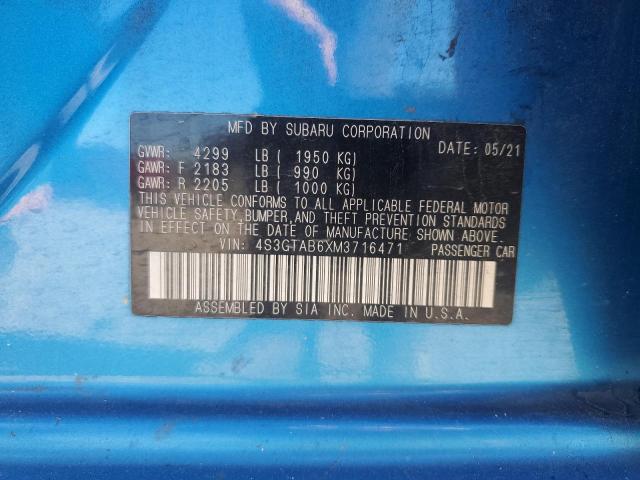 MFD BY SUBARU CORPORATION
GVWR: 4299 LB ( 1950 KG) DATE: 05/21
GAWR: F 2183 LB ( 990 KG)
GAWR: R 2205 LB ( 1000 KG)
THIS VEHICLE CONFORMS TO ALL APPLICABLE FEDERAL MOTOR
VEHICLE SAFETY, BUMPER, AND THEFT PREVENTION STANDARDS
IN EFFECT ON THE DATE OF MANUFACTURE SHOWN ABOVE.
VIN: 4S3GTAB6XM3716471 PASSENGER CAR
ASSEMBLED BY SIA INC. MADE IN U.S.A.